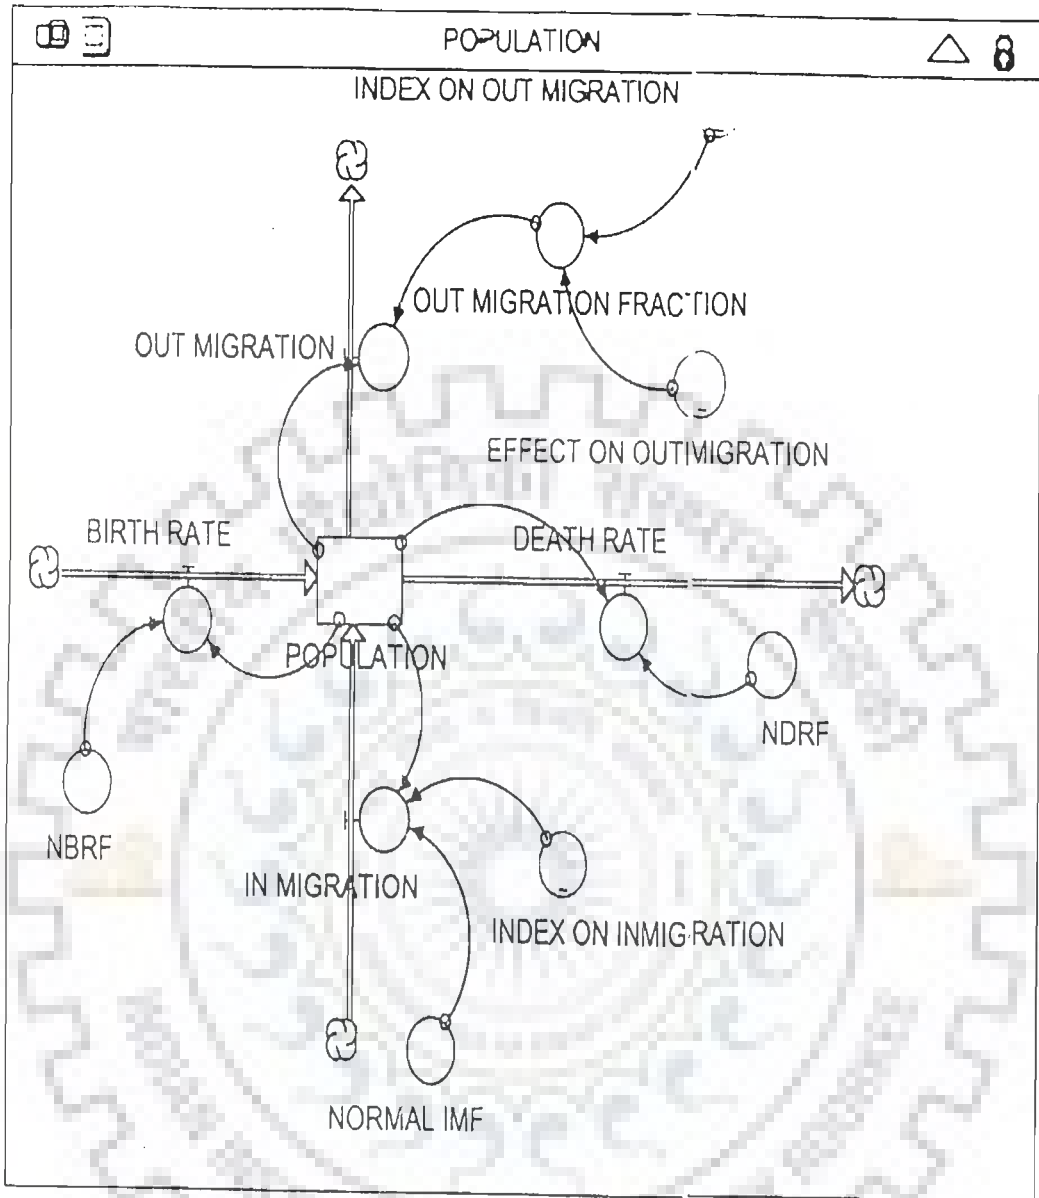 POPULATION
INDEX ON OUT MIGRATION
OUT MIGRATION FRACTION
OUT MIGRATION
EFFECT ON OUTIMIGRATION
BIRTH RATE
DEATH RATE
POPULATION
NDRF
NBRF
IN MIGRATION
INDEX ON INMIGRATION
NORMAL IMF